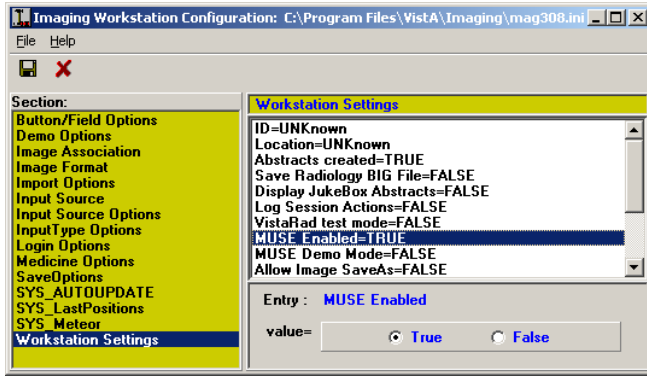 Imaging Workstation Configuration: C:\Program Files\VistA\Imaging\mag308.ini
File Help
Section:
Button/Field Options
Demo Options
Image Association
Image Format
Import Options
Input Source
Input Source Options
InputType Options
Login Options
Medicine Options
SaveOptions
SYS_AUTOUPDATE
SYS_LastPositions
SYS_Meteor
Workstation Settings
Workstation Settings
ID=UNKnown
Location=UNKnown
Abstracts created=TRUE
Save Radiology BIG File=FALSE
Display JukeBox Abstracts=FALSE
Log Session Actions=FALSE
VistaRad test mode=FALSE
MUSE Enabled=TRUE
MUSE Demo Mode=FALSE
Allow Image SaveAs=FALSE
Entry : MUSE Enabled
value= True False